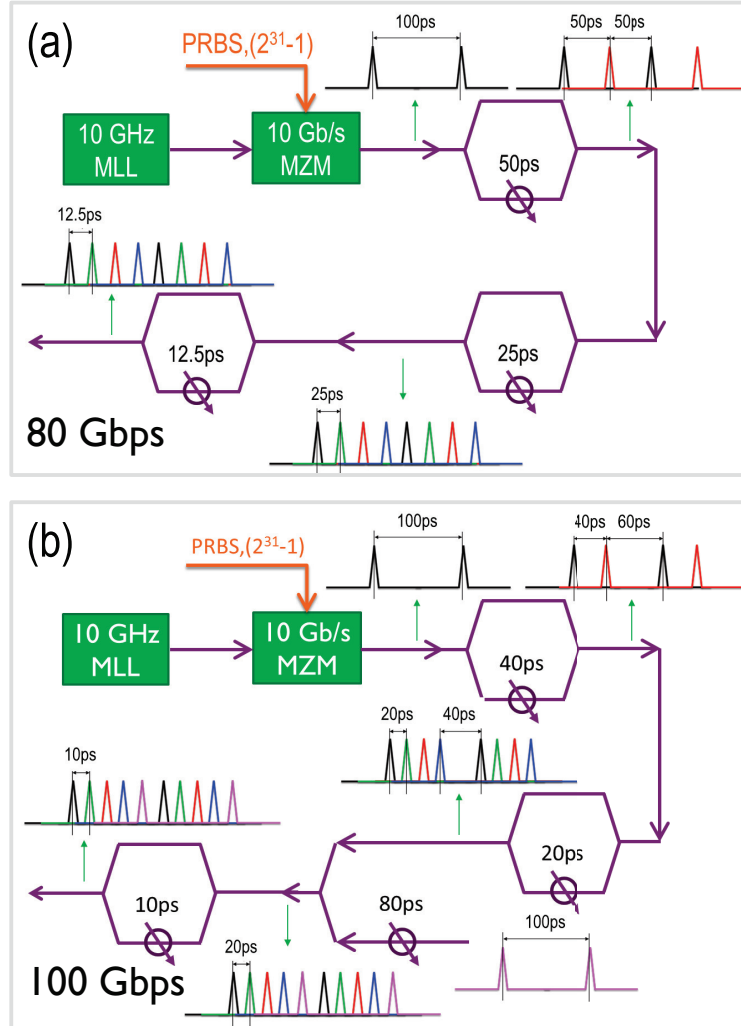 (a)
PRBS,(2³¹-1)
100ps
50ps 50ps
10 GHz
MLL
10 Gb/s
MZM
50ps
12.5ps
12.5ps
25ps
25ps
80 Gbps
(b)
PRBS,(2³¹-1)
100ps
40ps 60ps
10 GHz
MLL
10 Gb/s
MZM
40ps
20ps 40ps
10ps
20ps
10ps
80ps
100ps
20ps
100 Gbps